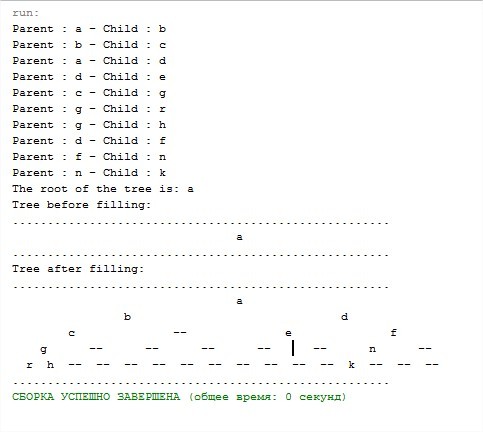 run:
Parent : a - Child : b
Parent : b - Child : c
Parent : a - Child : d
Parent : d - Child : e
Parent : c - Child : g
Parent : g - Child : r
Parent : g - Child : h
Parent : d - Child : f
Parent : f - Child : n
Parent : n - Child : k
The root of the tree is: a
Tree before filling:
......................................................
a
......................................................
Tree after filling:
......................................................
a
b d
c -- e f
g -- -- -- -- -- n --
r h -- -- -- -- -- -- -- -- -- -- k -- -- --
......................................................
СБОРКА УСПЕШНО ЗАВЕРШЕНА (общее время: 0 секунд)